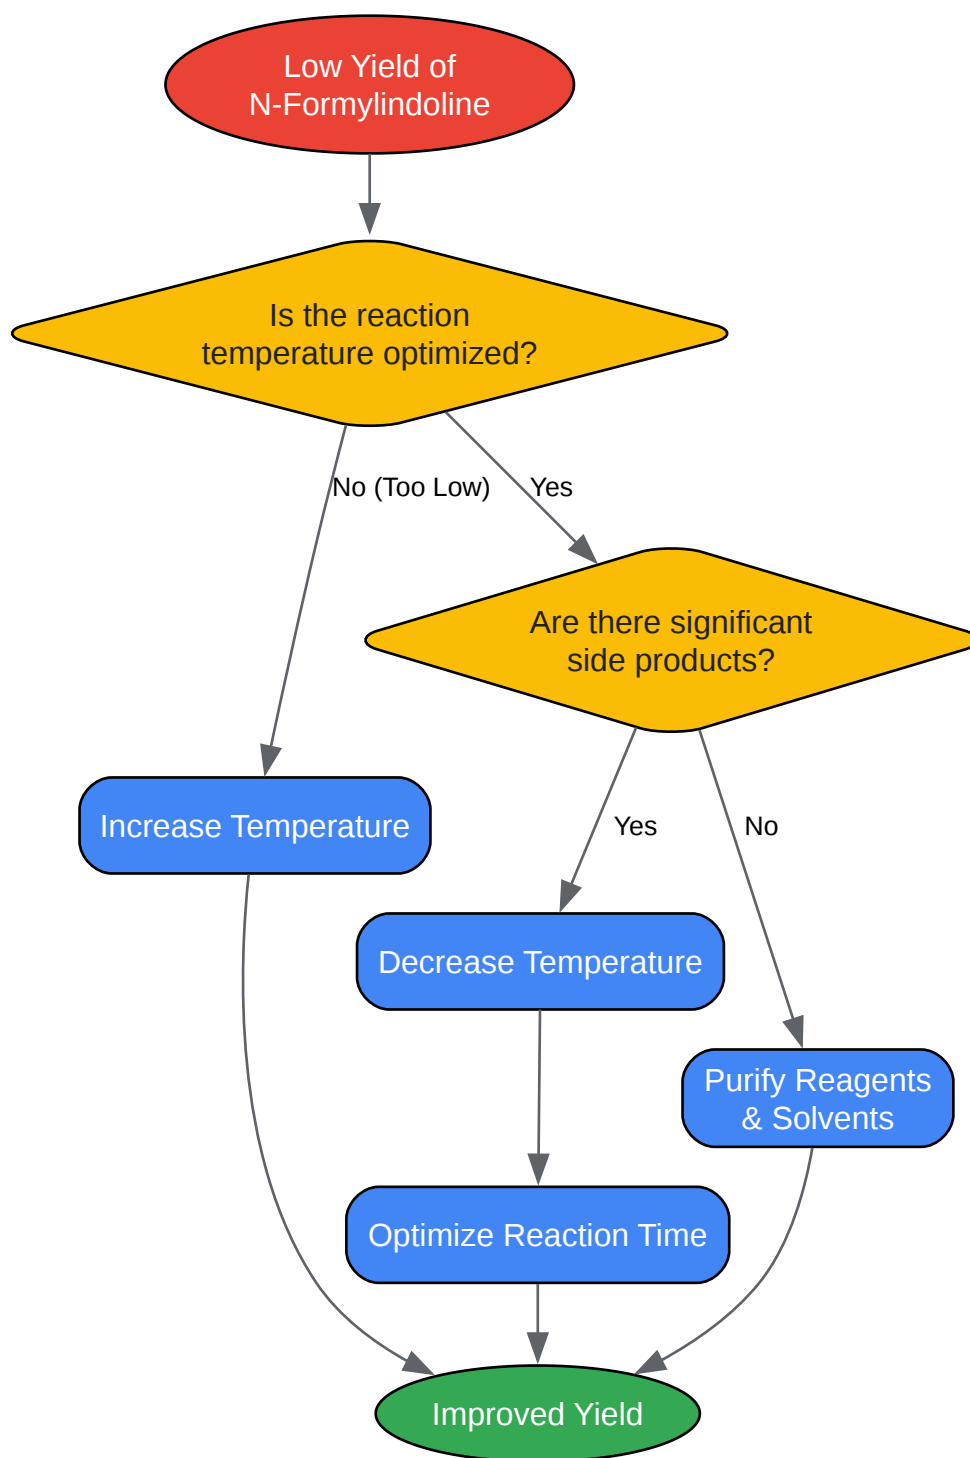 Low Yield of
N-Formylindoline
Is the reaction
temperature optimized?
No (Too Low)
Yes
Are there significant
side products?
Increase Temperature
Yes
No
Decrease Temperature
Purify Reagents
& Solvents
Optimize Reaction Time
Improved Yield